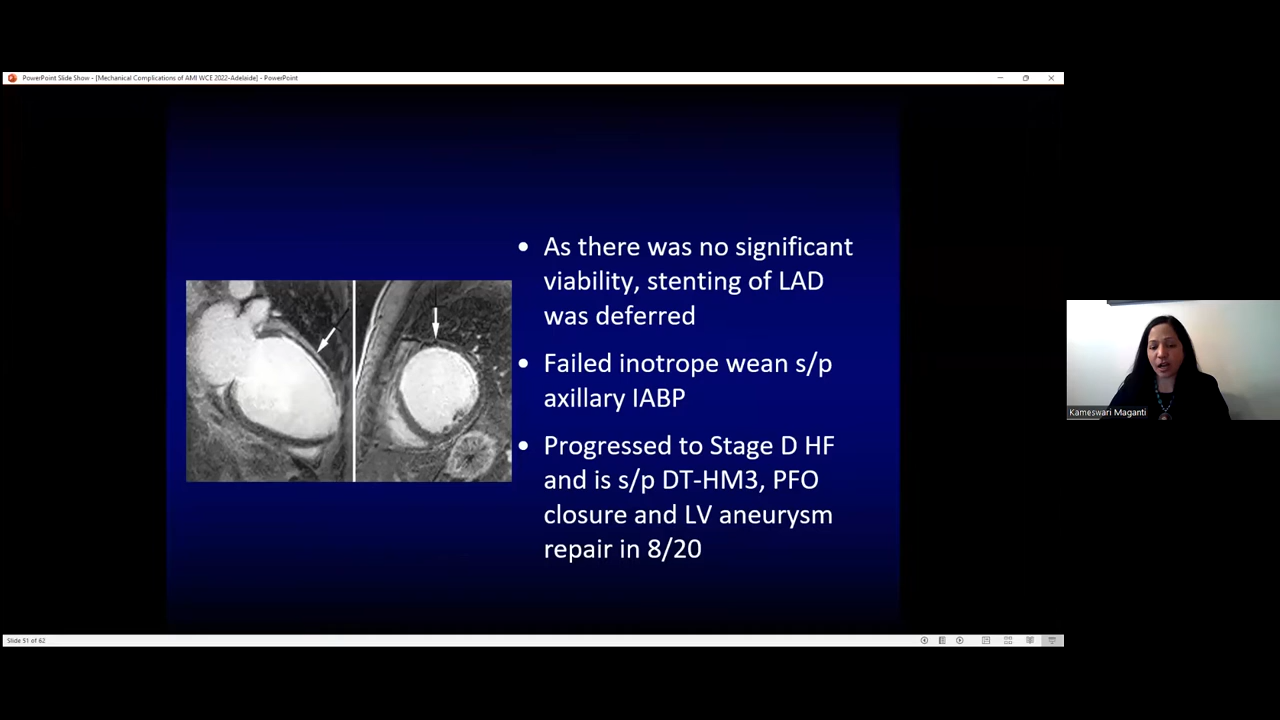 PowerPoint Slide Show - [Mechanical Complications of AMI WCE 2022-Adelaide] - PowerPoint
• As there was no significant
viability, stenting of LAD
was deferred
• Failed inotrope wean s/p
axillary IABP
• Progressed to Stage D HF
and is s/p DT-HM3, PFO
closure and LV aneurysm
repair in 8/20
Kameswari Maganti
Slide 51 of 62